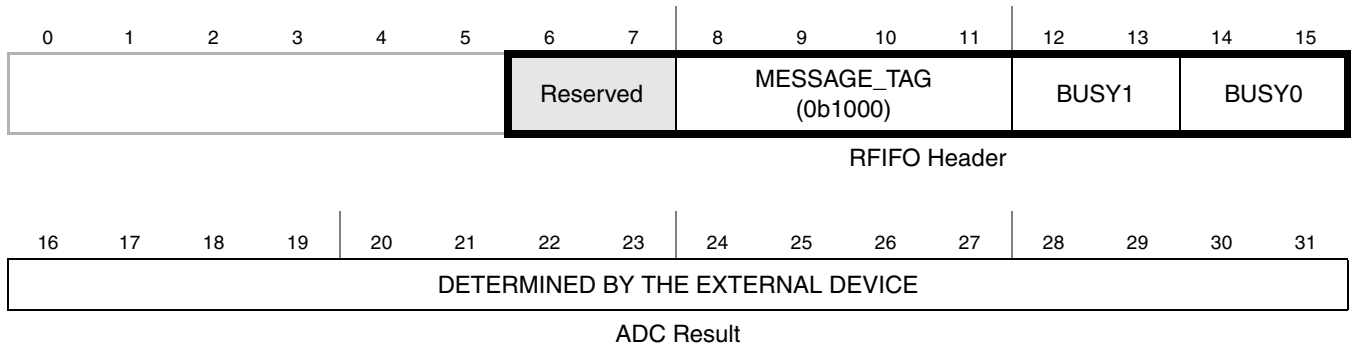 0 1 2 3 4 5 6 7 8 9 10 11 12 13 14 15
Reserved MESSAGE_TAG BUSY1 BUSY0
(0b1000)
RFIFO Header
16 17 18 19 20 21 22 23 24 25 26 27 28 29 30 31
DETERMINED BY THE EXTERNAL DEVICE
ADC Result